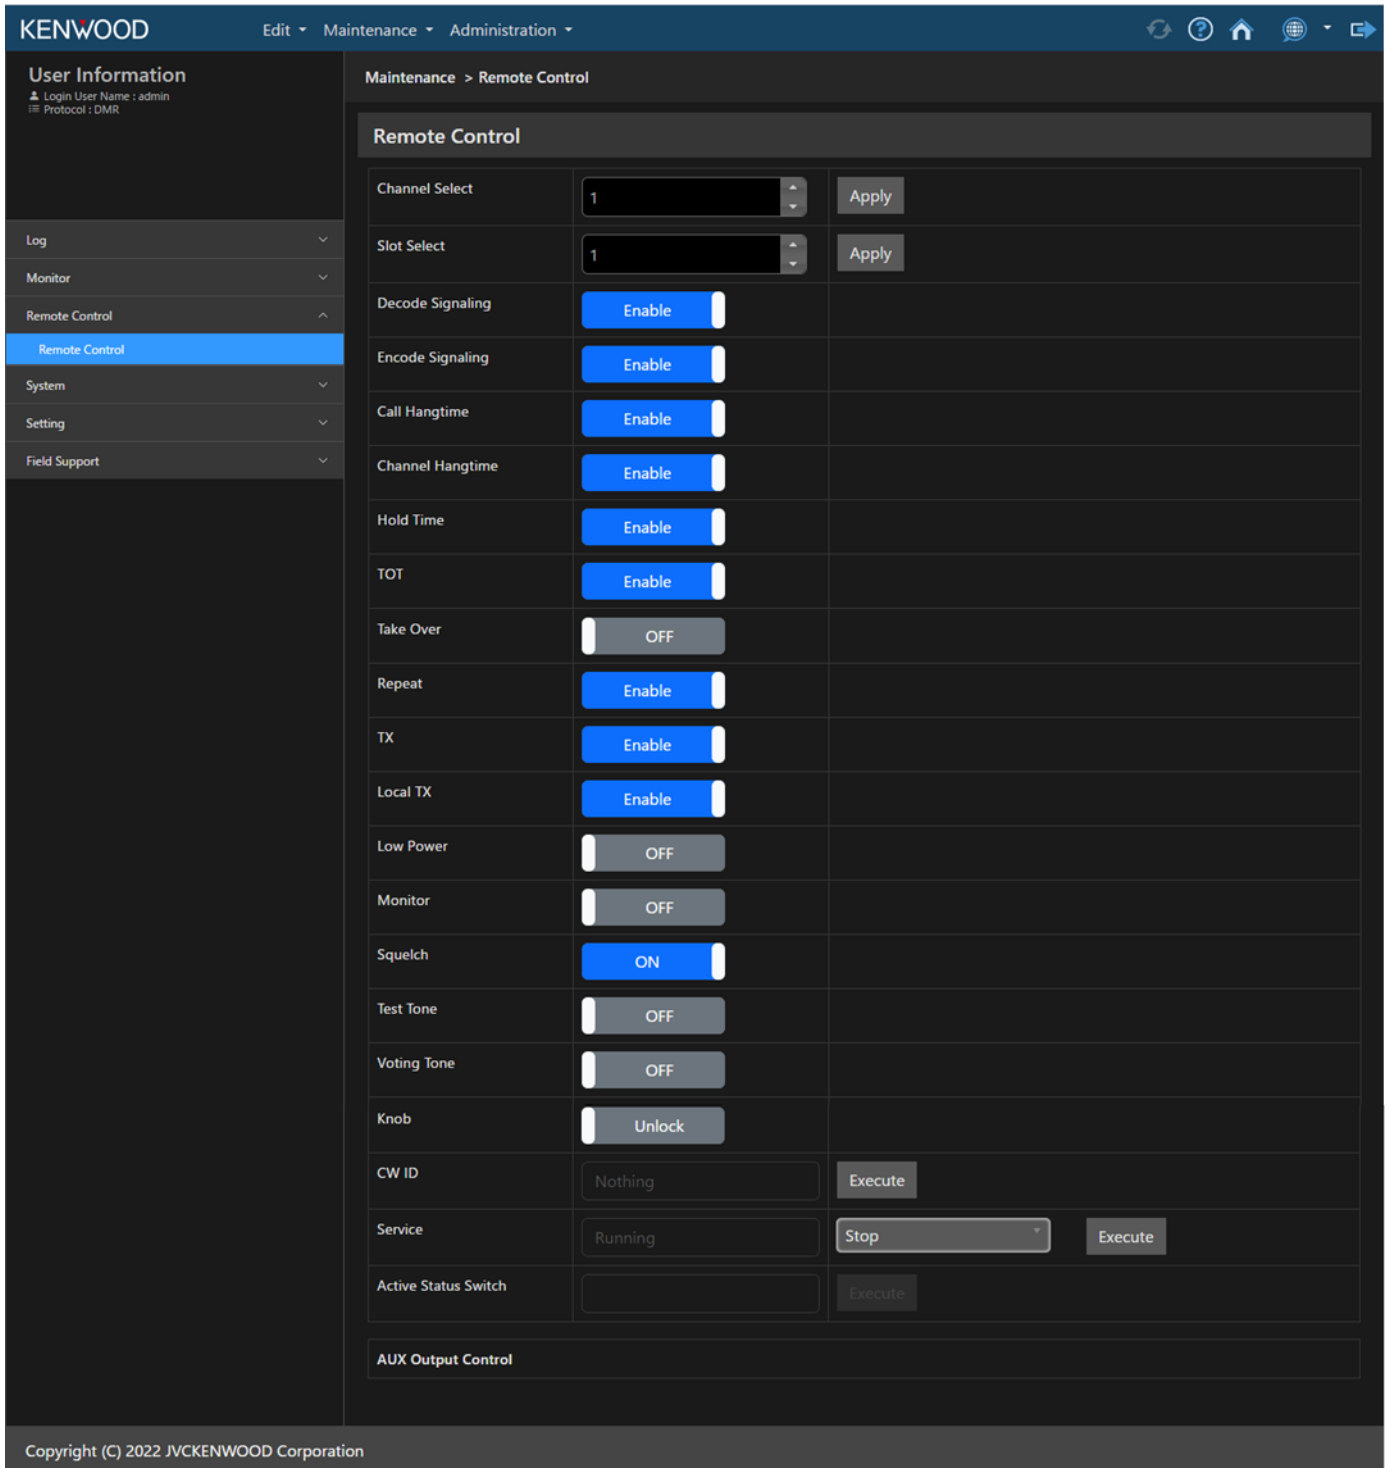 KENWOOD
Edit Maintenance Administration
User Information
Login User Name : admin
Protocol : DMR
Log
Monitor
Remote Control
Remote Control
System
Setting
Field Support
Maintenance > Remote Control
Remote Control
Channel Select 1 Apply
Slot Select 1 Apply
Decode Signaling Enable
Encode Signaling Enable
Call Hangtime Enable
Channel Hangtime Enable
Hold Time Enable
TOT Enable
Take Over OFF
Repeat Enable
TX Enable
Local TX Enable
Low Power OFF
Monitor OFF
Squelch ON
Test Tone OFF
Voting Tone OFF
Knob Unlock
CW ID Nothing Execute
Service Running Stop Execute
Active Status Switch Execute
AUX Output Control
Copyright (C) 2022 JVCKENWOOD Corporation